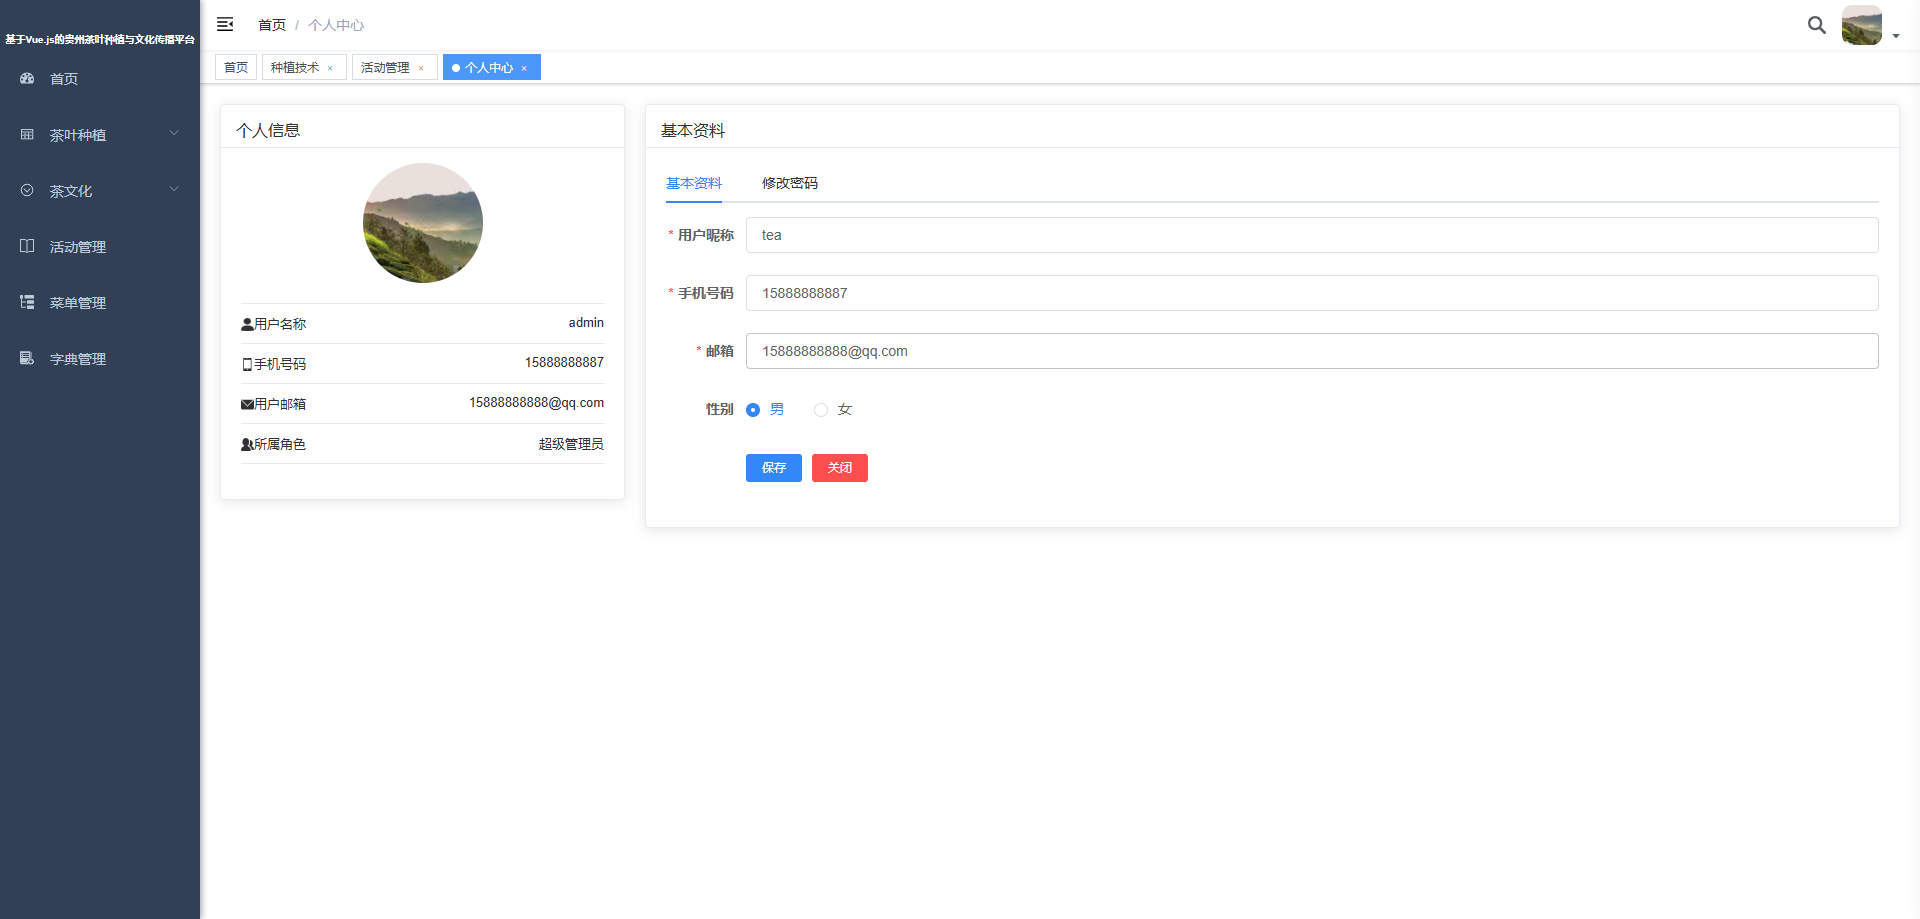 基于Vue.js的贵州茶叶种植与文化传播平台
首页
茶叶种植
茶文化
活动管理
菜单管理
字典管理
首页 / 个人中心
首页 种植技术 × 活动管理 × 个人中心 ×
个人信息
用户名称 admin
手机号码 15888888887
用户邮箱 15888888888@qq.com
所属角色 超级管理员
基本资料
基本资料 修改密码
* 用户昵称 tea
* 手机号码 15888888887
* 邮箱 15888888888@qq.com
性别 男 女
保存 关闭